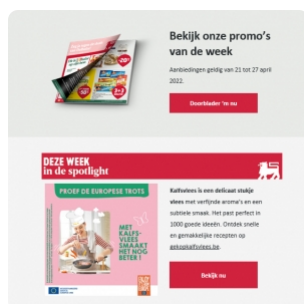 Bekijk onze promo's
van de week
Aanbiedingen geldig van 21 tot 27 april
2022.
Doorblader 'm nu
DEZE WEEK
in de spotlight
PROEF DE EUROPESE TROTS
MET
KALFS-
VLEES
SMAAKT
HET NOG
BETER !
Kalfsvlees is een delicaat stukje
vlees met verfijnde aroma's en een
subtiele smaak. Het past perfect in
1000 goede ideeën. Ontdek snelle
en gemakkelijke recepten op
gekopkalfsvlees.be.
Bekijk nu